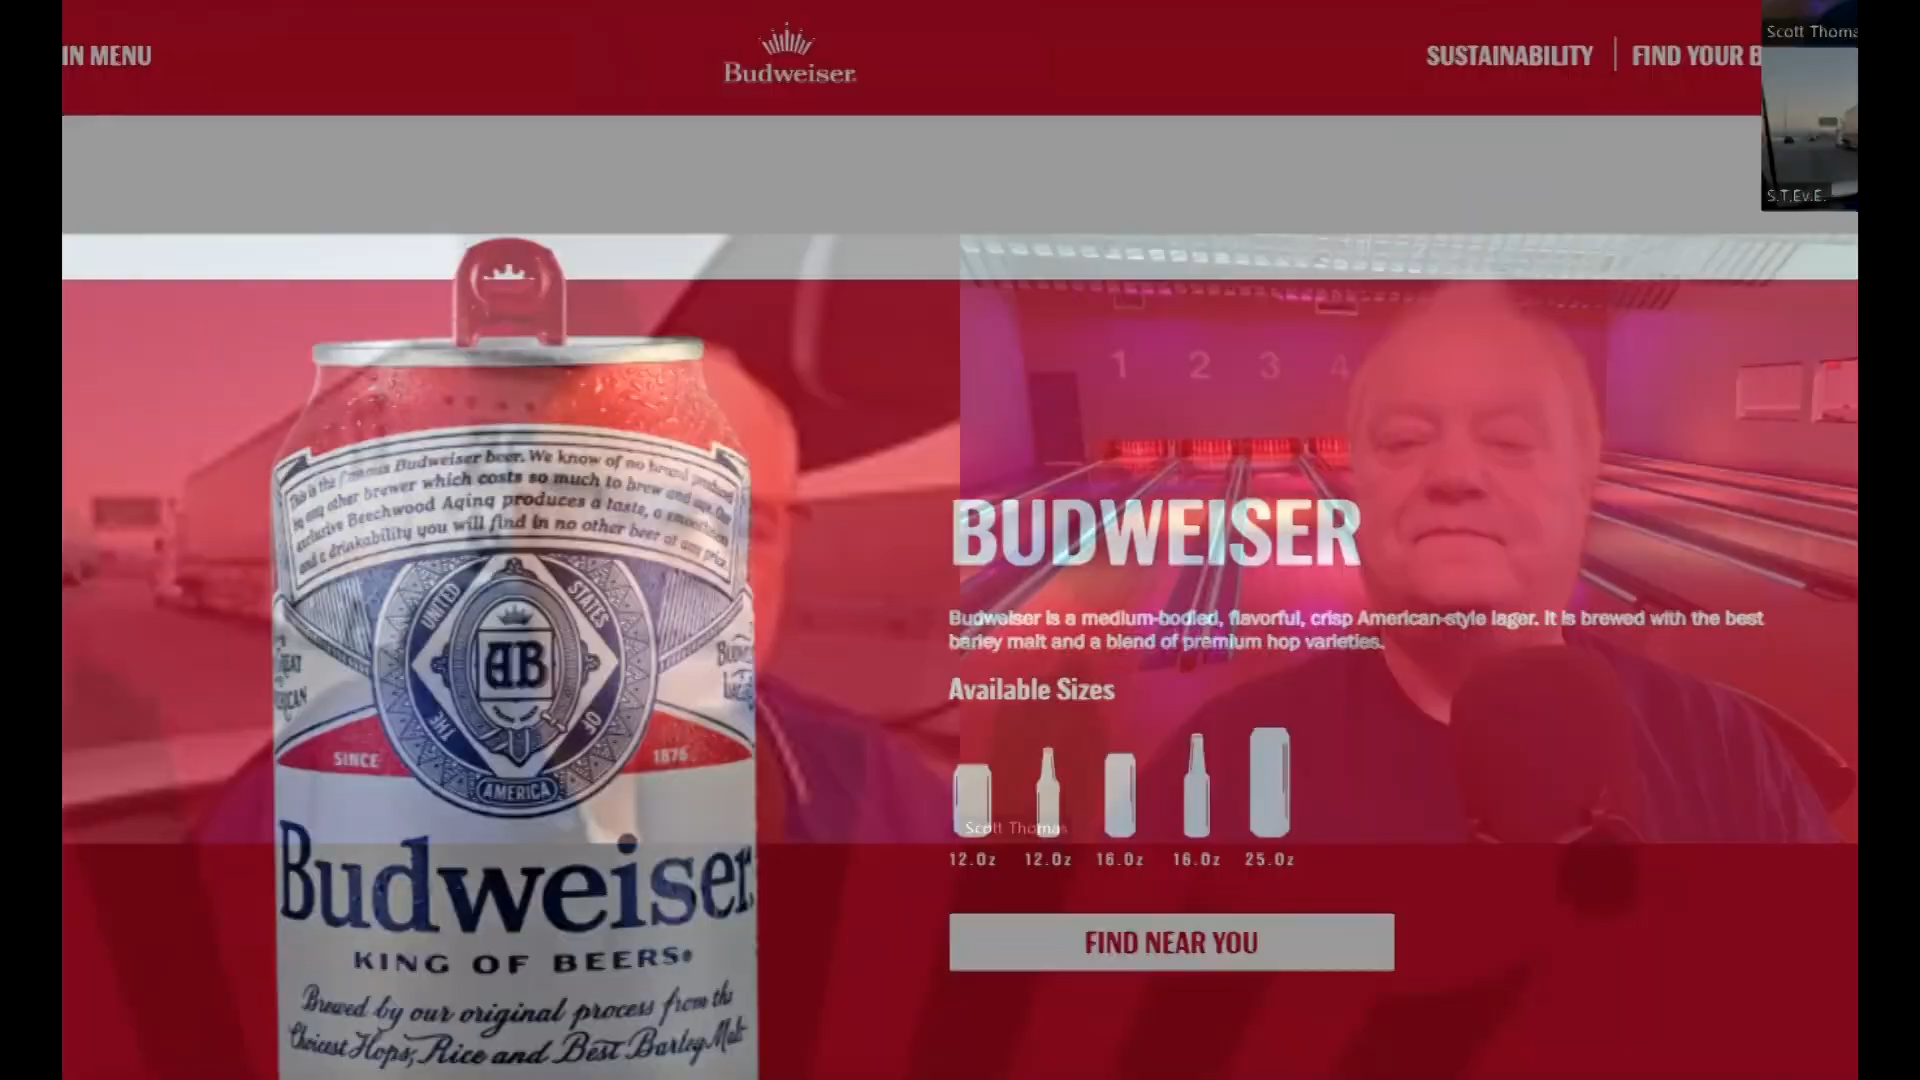 IN MENU
Budweiser
SUSTAINABILITY
FIND YOUR B
Scott Thoma
S.T.Ev.E.
This is the famous Budweiser beer. We know of no brand produced
by any other brewer which costs so much to brew and age. Our
exclusive Beechwood Aging produces a taste, a smoothness
and a drinkability you will find in no other beer at any price.
UNITED
STATES
THE
OF
AMERICA
AB
SINCE
1876
Budweiser
KING OF BEERS®
Brewed by our original process from the
Choicest Hops, Rice and Best Barley Malt
1 2 3 4
BUDWEISER
Budweiser is a medium-bodied, flavorful, crisp American-style lager. It is brewed with the best
barley malt and a blend of premium hop varieties.
Available Sizes
Scott Thomas
12.Oz 12.Oz 16.Oz 16.Oz 25.Oz
FIND NEAR YOU